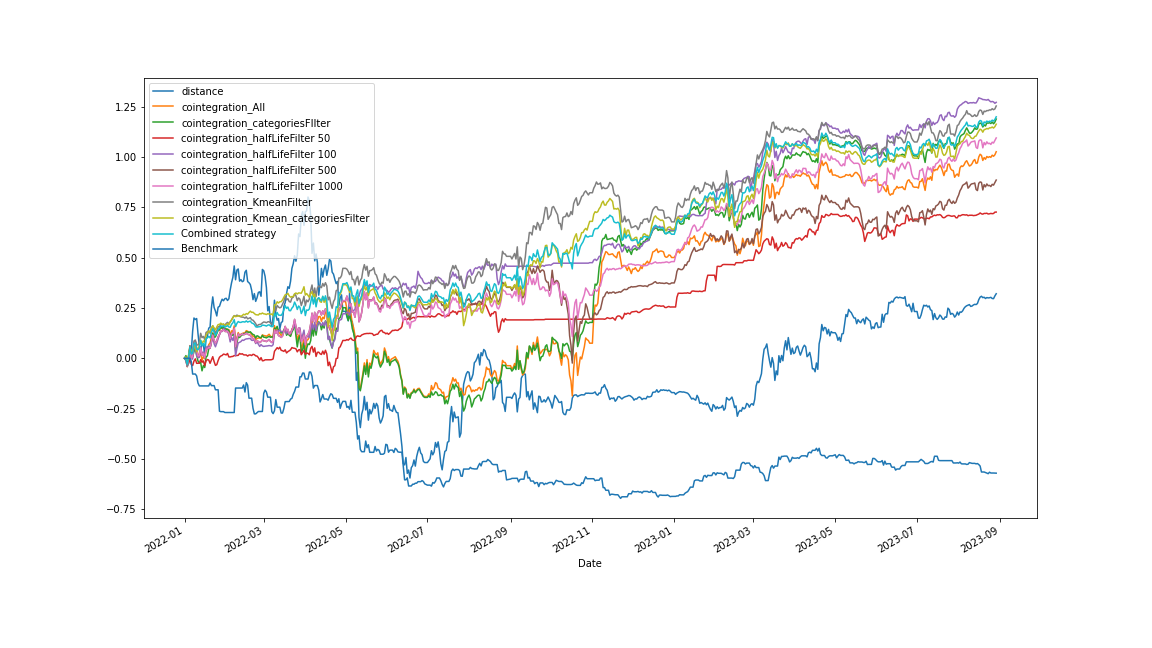 distance
cointegration_All
cointegration_categoriesFIlter
cointegration_halfLifeFilter 50
cointegration_halfLifeFilter 100
cointegration_halfLifeFilter 500
cointegration_halfLifeFilter 1000
cointegration_KmeanFilter
cointegration_Kmean_categoriesFilter
Combined strategy
Benchmark
1.25
1.00
0.75
0.50
0.25
0.00
−0.25
−0.50
−0.75
2022-01
2022-03
2022-05
2022-07
2022-09
2022-11
2023-01
2023-03
2023-05
2023-07
2023-09
Date